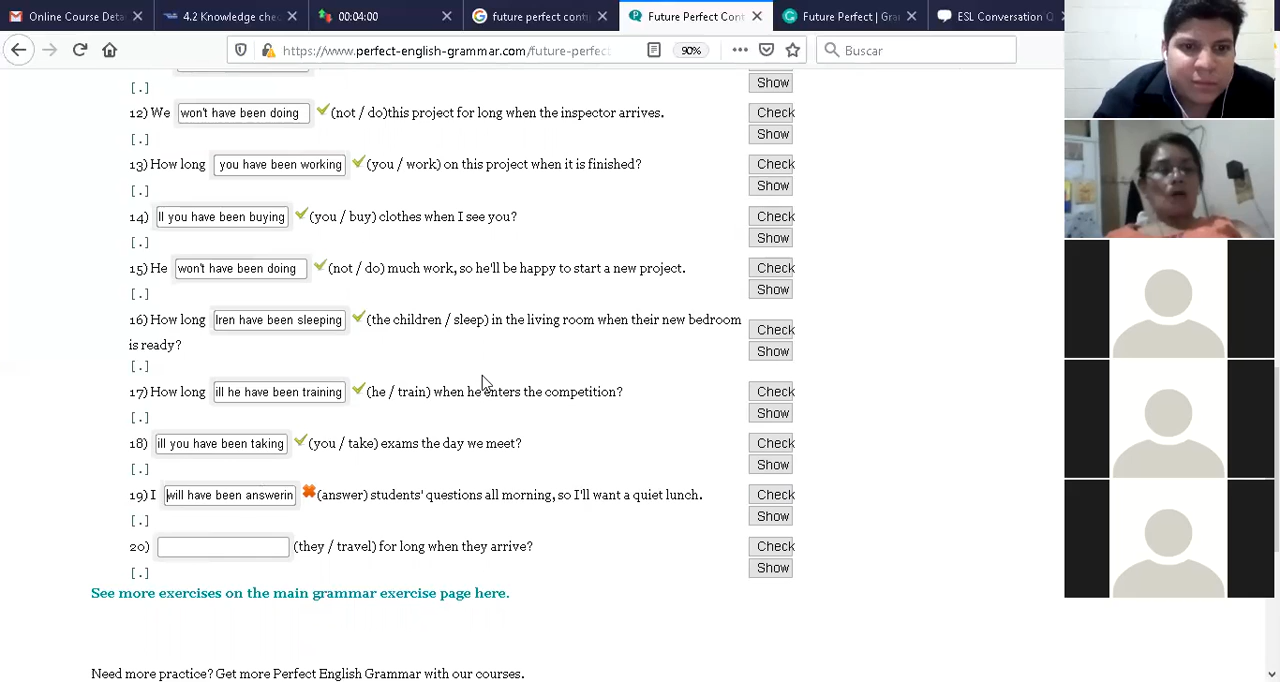 Online Course Deta
4.2 Knowledge che
00:04:80
future perfect conti
Future Perfect Cont
Future Perfect | Gra
ESL Conversation Q
https://www.perfect-english-grammar.com/future-perfec
90%
Buscar
Show
[.]
12) We won't have been doing (not / do)this project for long when the inspector arrives. Check
Show
[.]
13) How long you have been working (you / work) on this project when it is finished? Check
Show
[.]
14) ll you have been buying (you / buy) clothes when I see you? Check
Show
[.]
15) He won't have been doing (not / do) much work, so he'll be happy to start a new project. Check
Show
[.]
16) How long lren have been sleeping (the children / sleep) in the living room when their new bedroom Check
is ready? Show
[.]
17) How long ill he have been training (he / train) when he enters the competition? Check
Show
[.]
18) ill you have been taking (you / take) exams the day we meet? Check
Show
[.]
19) I will have been answerin (answer) students' questions all morning, so I'll want a quiet lunch. Check
Show
[.]
20) (they / travel) for long when they arrive? Check
Show
[.]
See more exercises on the main grammar exercise page here.
Need more practice? Get more Perfect English Grammar with our courses.